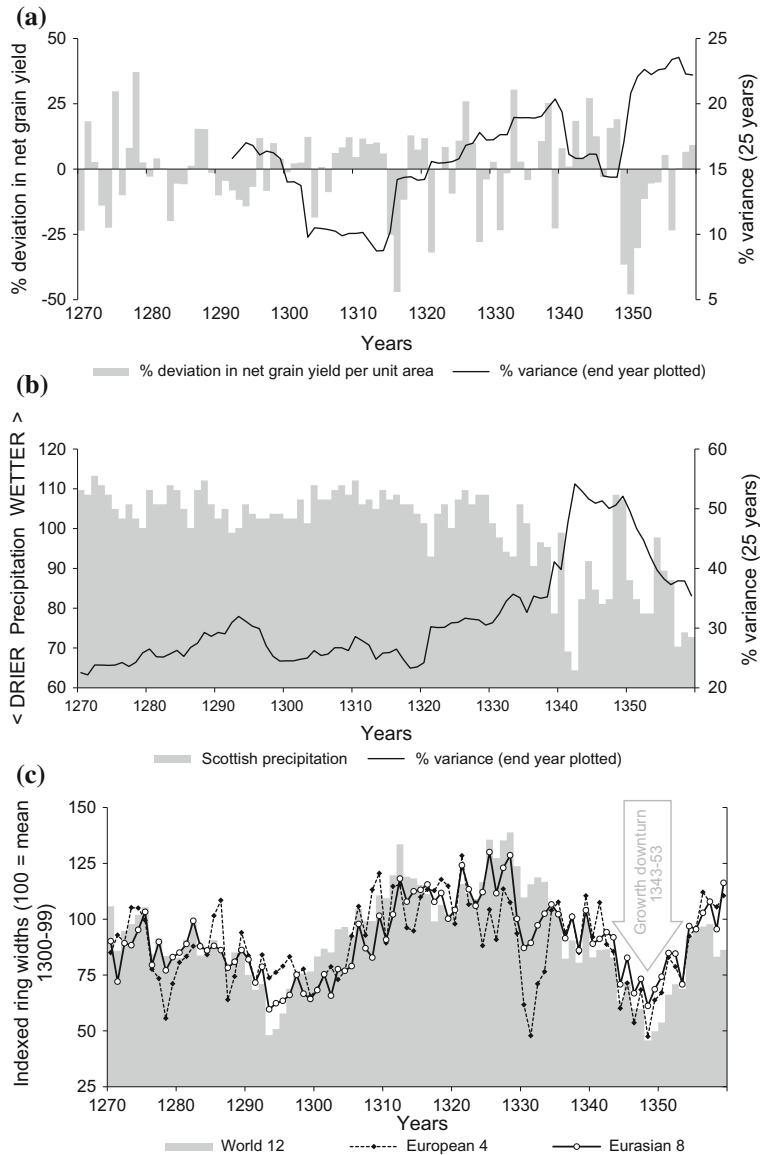 (a)
% deviation in net grain yield
50
25
0
-25
-50
25
20
15
10
5
% variance (25 years)
1270 1280 1290 1300 1310 1320 1330 1340 1350
Years
% deviation in net grain yield per unit area % variance (end year plotted)
(b)
< DRIER Precipitation WETTER >
120
110
100
90
80
70
60
60
50
40
30
20
% variance (25 years)
1270 1280 1290 1300 1310 1320 1330 1340 1350
Years
Scottish precipitation % variance (end year plotted)
(c)
Indexed ring widths (100 = mean
1300-99)
150
125
100
75
50
25
Growrth downturn
1343-53
1270 1280 1290 1300 1310 1320 1330 1340 1350
Years
World 12 European 4 Eurasian 8